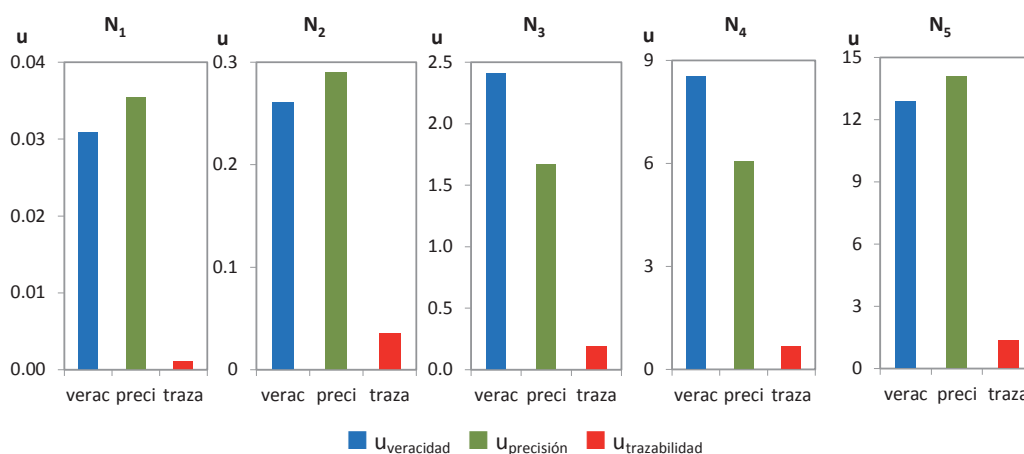 N1
u
0.04
0.03
0.02
0.01
0.00
verac preci traza
N2
u
0.3
0.2
0.1
0
verac preci traza
N3
u
2.5
2.0
1.5
1.0
0.5
0.0
verac preci traza
N4
u
9
6
3
0
verac preci traza
N5
u
15
12
9
6
3
0
verac preci traza
uveracidad uprecisión utrazabilidad